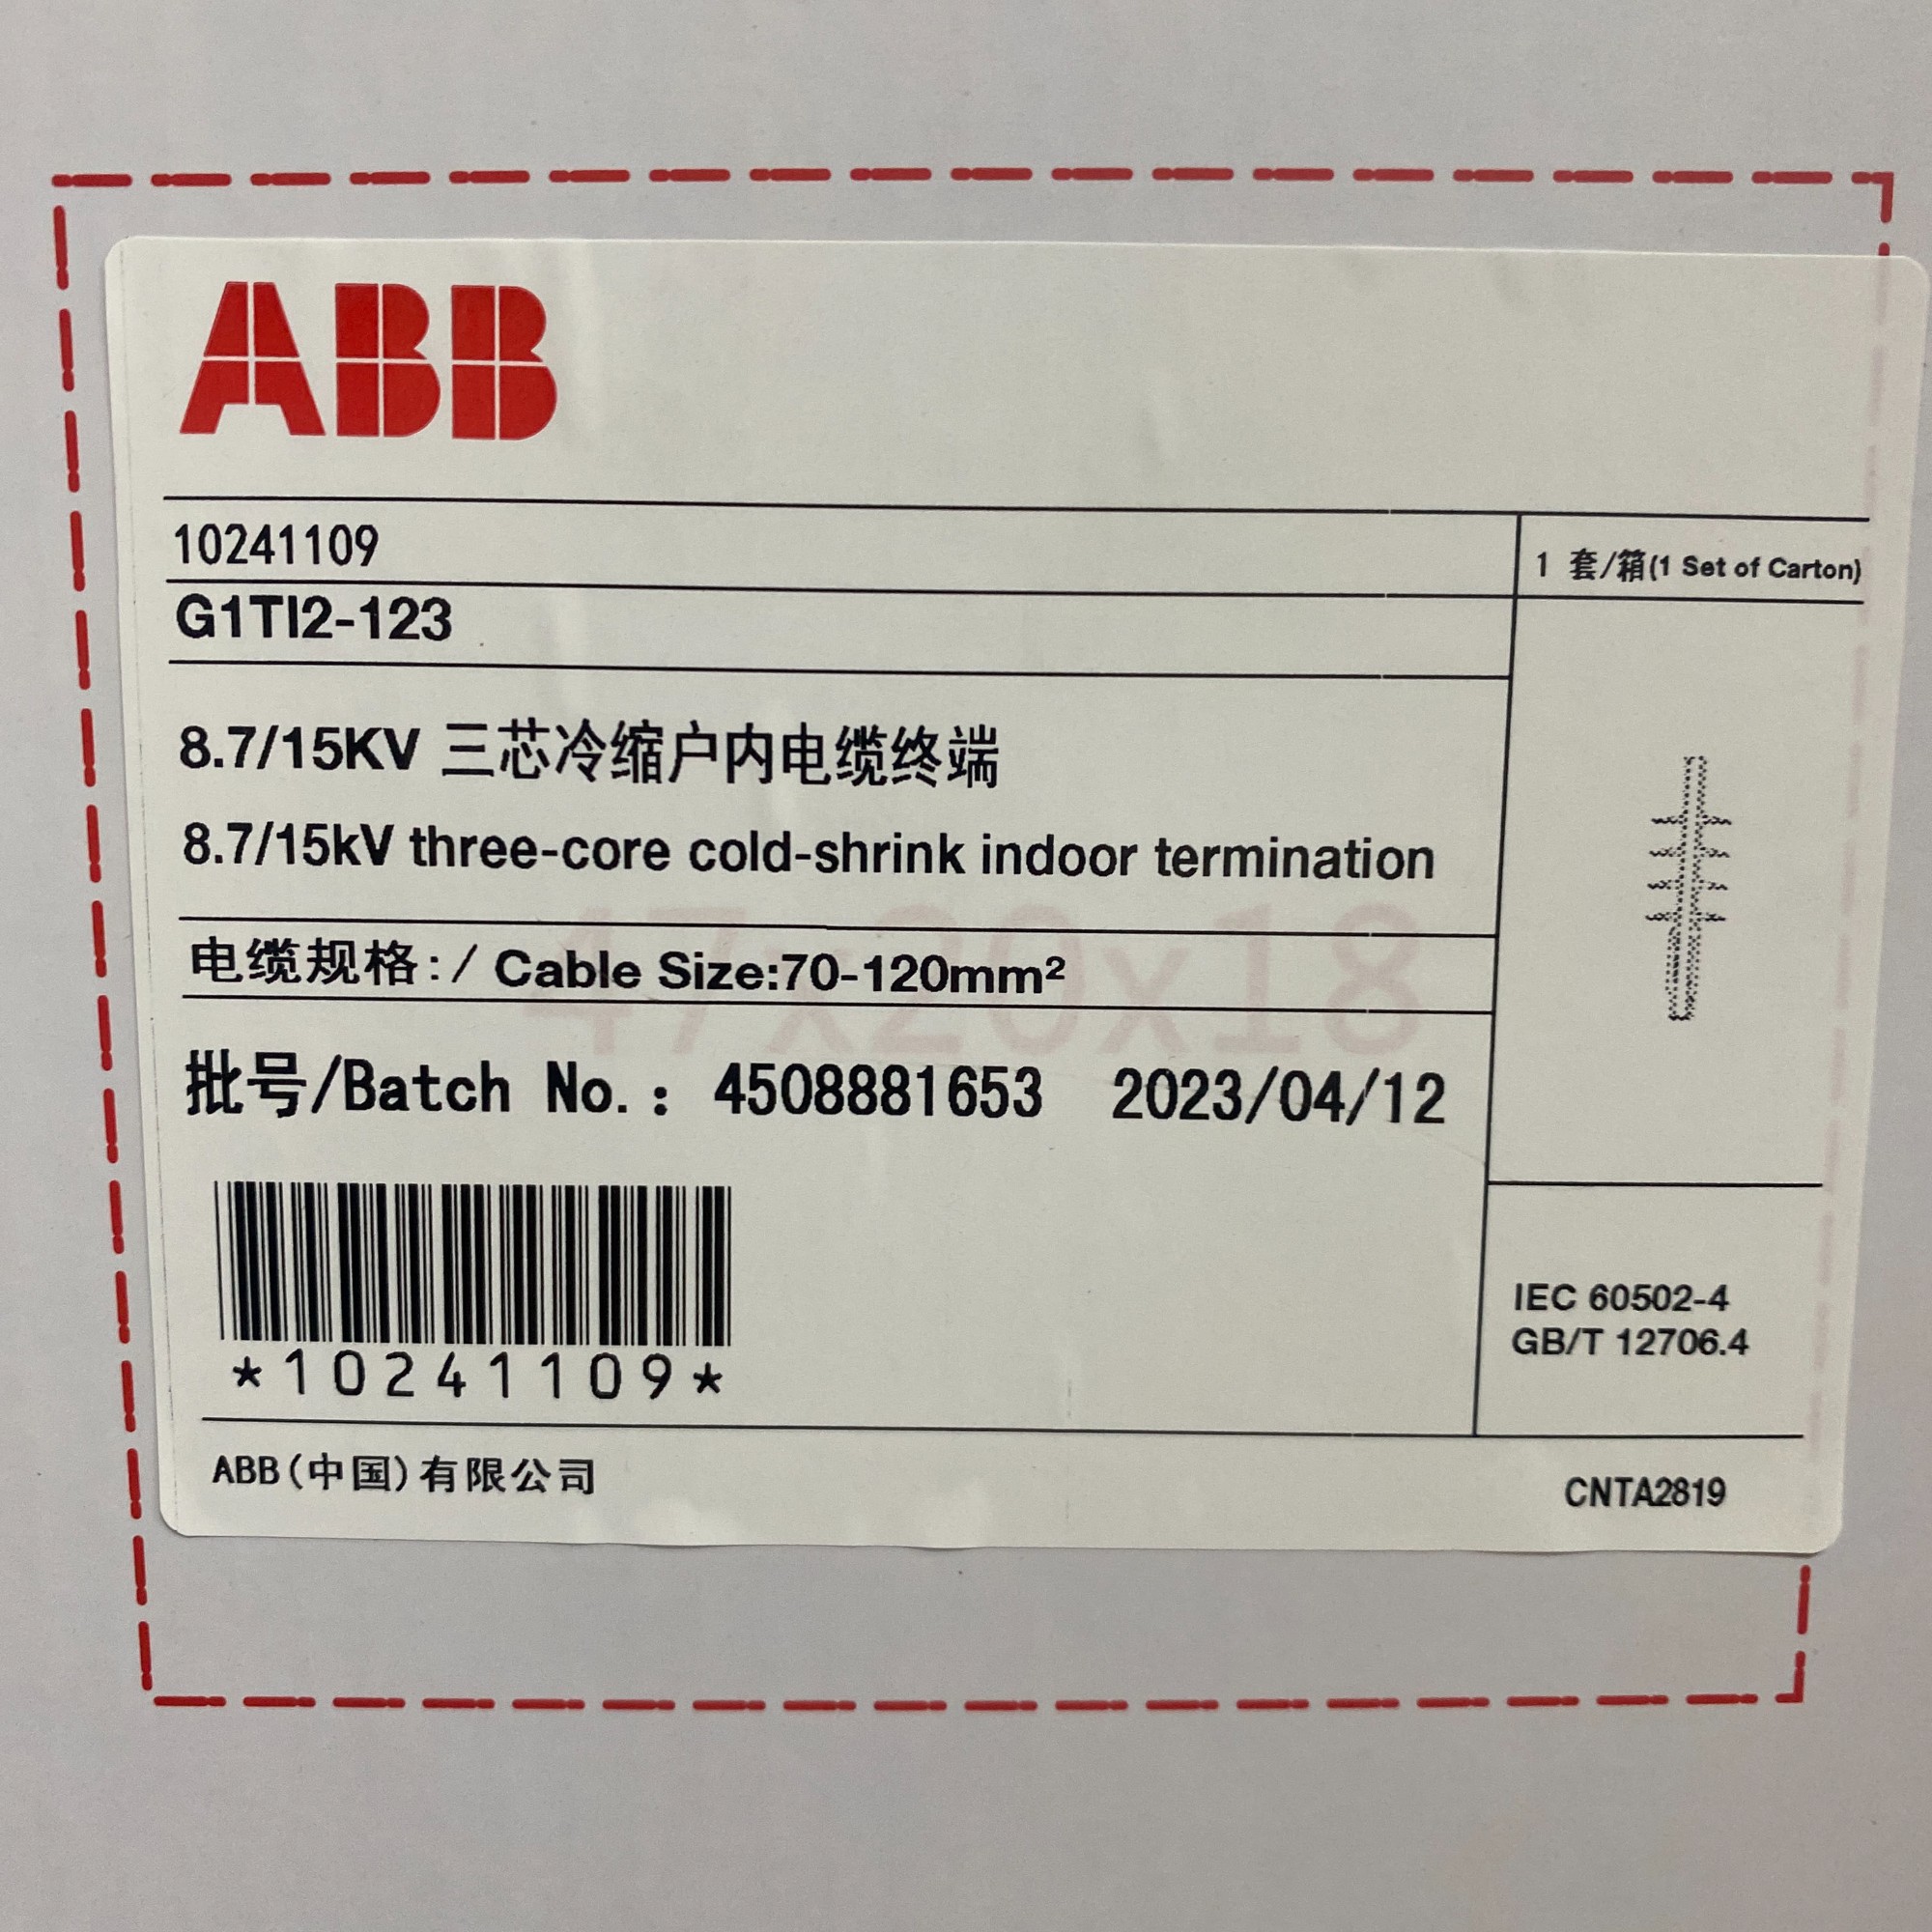 ABB
10241109
1 套/箱(1 Set of Carton)
G1TI2-123
8.7/15KV 三芯冷缩户内电缆终端
8.7/15kV three-core cold-shrink indoor termination
47x20x18
电缆规格:/ Cable Size:70-120mm²
批号/Batch No.: 4508881653 2023/04/12
*10241109*
IEC 60502-4
GB/T 12706.4
ABB(中国)有限公司
CNTA2819